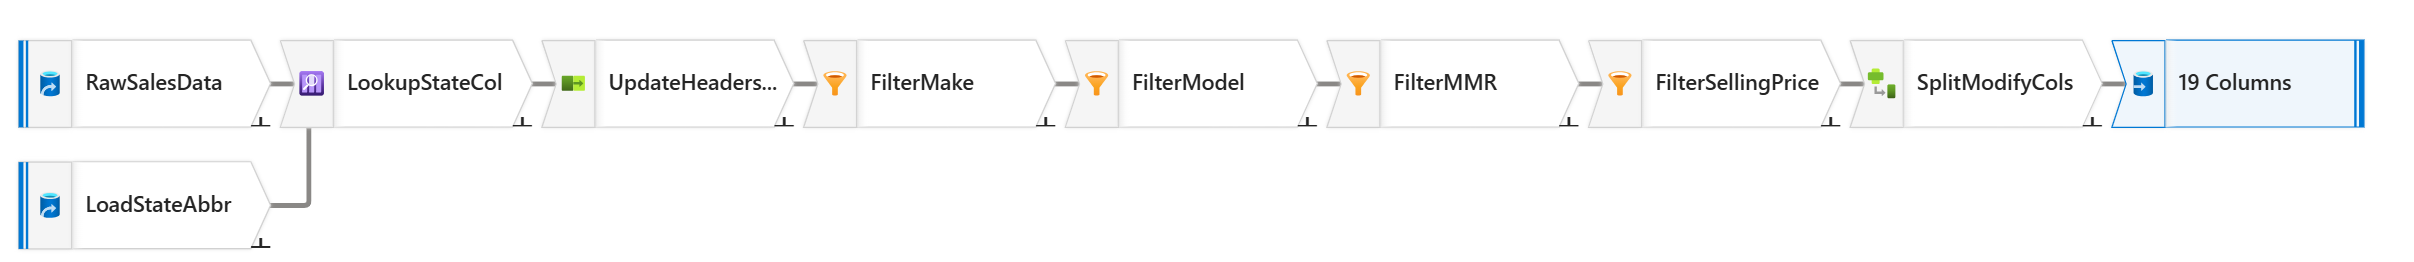 RawSalesData
LookupStateCol
UpdateHeaders...
FilterMake
FilterModel
FilterMMR
FilterSellingPrice
SplitModifyCols
19 Columns
LoadStateAbbr